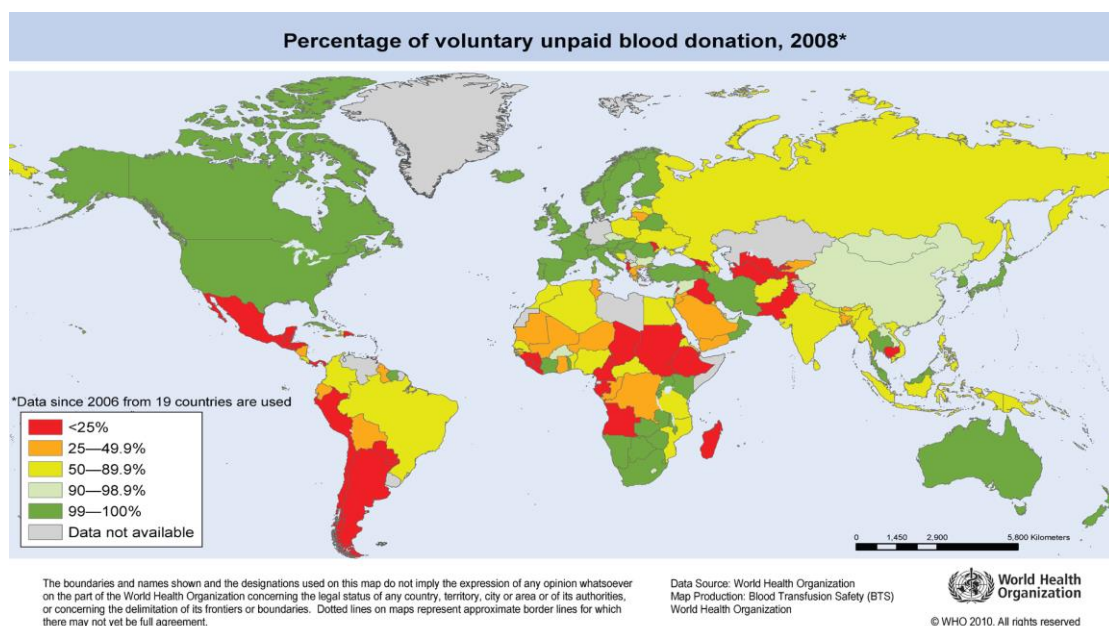 Percentage of voluntary unpaid blood donation, 2008*
*Data since 2006 from 19 countries are used
<25%
25—49.9%
50—89.9%
90—98.9%
99—100%
Data not available
0 1,450 2,900 5,800 Kilometers
The boundaries and names shown and the designations used on this map do not imply the expression of any opinion whatsoever
on the part of the World Health Organization concerning the legal status of any country, territory, city or area or of its authorities,
or concerning the delimitation of its frontiers or boundaries. Dotted lines on maps represent approximate border lines for which
there may not yet be full agreement.
Data Source: World Health Organization
Map Production: Blood Transfusion Safety (BTS)
World Health Organization
World Health
Organization
© WHO 2010. All rights reserved